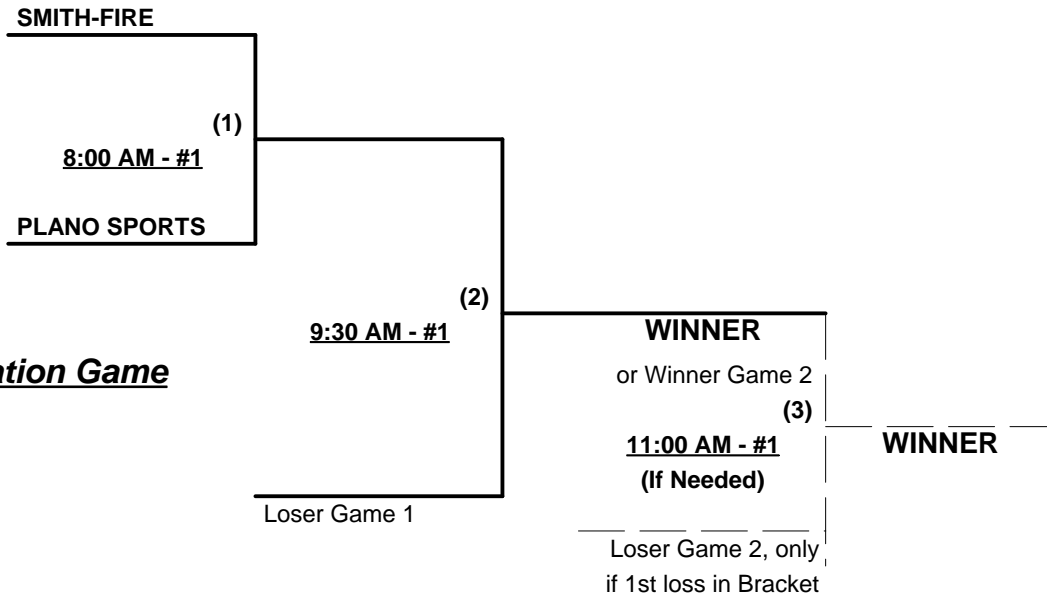 SMITH-FIRE
(1)
8:00 AM - #1
PLANO SPORTS
(2)
9:30 AM - #1
WINNER
ation Game
or Winner Game 2
(3)
11:00 AM - #1
WINNER
(If Needed)
Loser Game 1
Loser Game 2, only
if 1st loss in Bracket